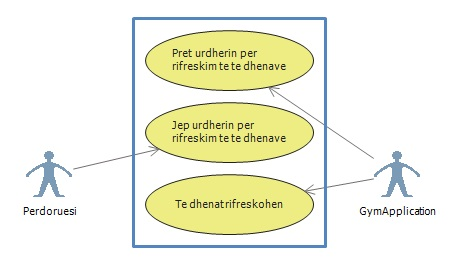 Pret urdherin per
rifreskim te te dhenave
Jep urdherin per
rifreskim te te dhenave
Te dhenat rifreskohen
Perdoruesi
GymApplication